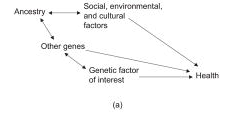 Ancestry
Social, environmental,
and cultural
factors
Other genes
Genetic factor
of interest
Health
(a)